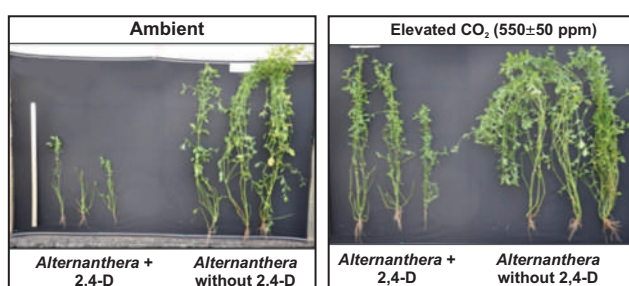 Ambient
Elevated CO₂ (550±50 ppm)
Alternanthera +
2,4-D
Alternanthera
without 2,4-D
Alternanthera +
2,4-D
Alternanthera
without 2,4-D